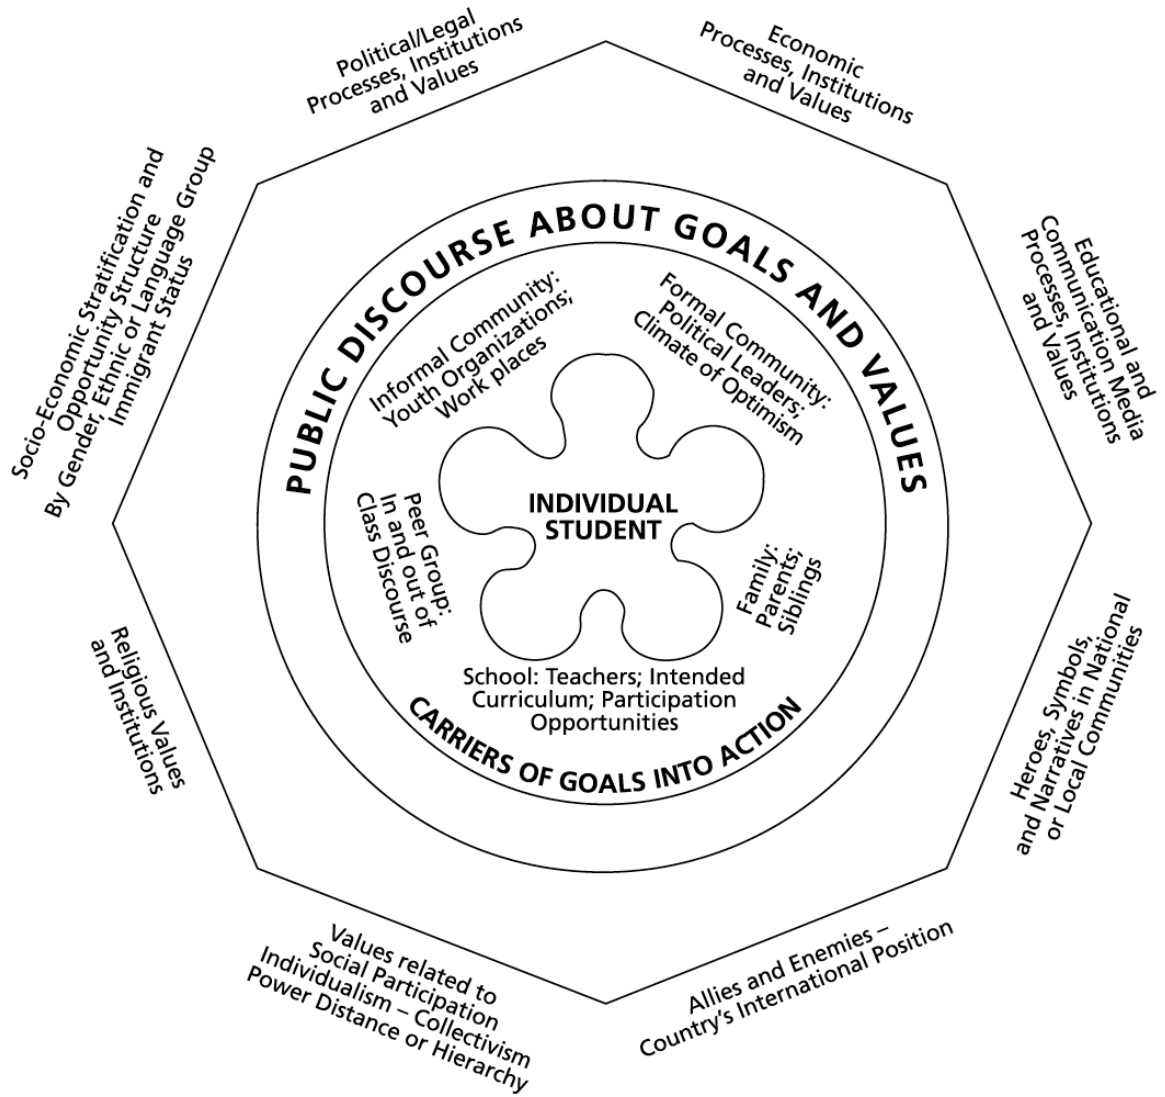 Political/Legal
Processes, Institutions
and Values
Economic
Processes, Institutions
and Values
Socio-Economic Stratification and
Opportunity Structure
By Gender, Ethnic or Language Group
Immigrant Status
Educational and
Communication Media
Processes, Institutions
and Values
PUBLIC DISCOURSE ABOUT GOALS AND VALUES
Informal Community:
Youth Organizations;
Work places
Formal Community:
Political Leaders;
Climate of Optimism
INDIVIDUAL
STUDENT
Peer Group:
In and out of
Class Discourse
Family:
Parents;
Siblings
School: Teachers; Intended
Curriculum; Participation
Opportunities
CARRIERS OF GOALS INTO ACTION
Religious Values
and Institutions
Heroes, Symbols,
and Narratives in National
or Local Communities
Values related to
Social Participation
Individualism – Collectivism
Power Distance or Hierarchy
Allies and Enemies –
Country's International Position